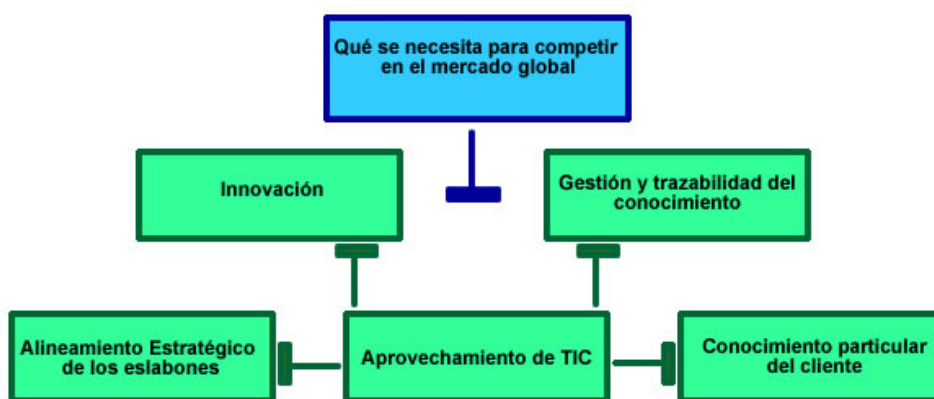 Qué se necesita para competir
en el mercado global
Innovación
Gestión y trazabilidad del
conocimiento
Alineamiento Estratégico
de los eslabones
Aprovechamiento de TIC
Conocimiento particular
del cliente